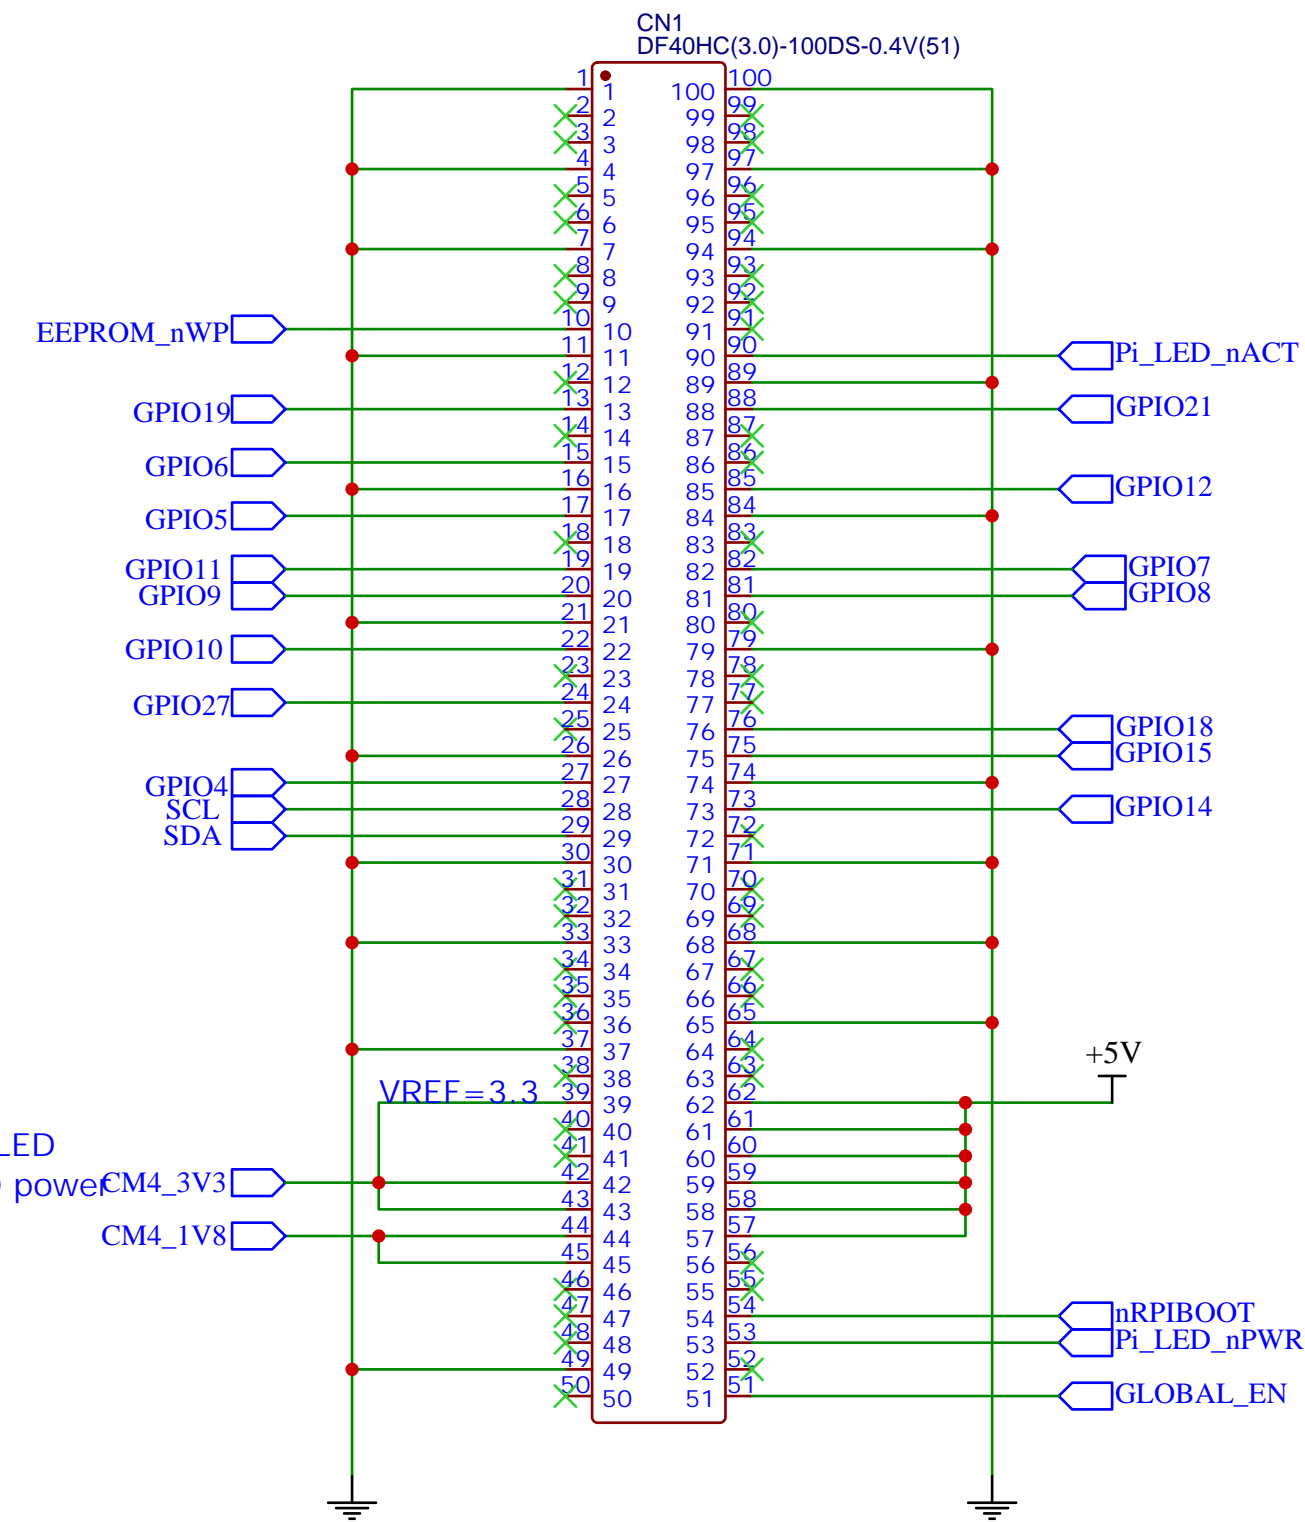 CN1
DF40HC(3.0)-100DS-0.4V(51)
1 1 100 100
2 2 99 99
3 3 98 98
4 4 97 97
5 5 96 96
6 6 95 95
7 7 94 94
8 8 93 93
9 9 92 92
EEPROM_nWP 10 10 91 91
11 11 90 90 Pi_LED_nACT
12 12 89 89
GPIO19 13 13 88 88 GPIO21
14 14 87 87
GPIO6 15 15 86 86
16 16 85 85 GPIO12
GPIO5 17 17 84 84
18 18 83 83
GPIO11 19 19 82 82 GPIO7
GPIO9 20 20 81 81 GPIO8
21 21 80 80
GPIO10 22 22 79 79
23 23 78 78
GPIO27 24 24 77 77
25 25 76 76 GPIO18
26 26 75 75 GPIO15
GPIO4 27 27 74 74
SCL 28 28 73 73 GPIO14
SDA 29 29 72 72
30 30 71 71
31 31 70 70
32 32 69 69
33 33 68 68
34 34 67 67
35 35 66 66
36 36 65 65
37 37 64 64
38 38 63 63 +5V
VREF=3.3 39 39 62 62
40 40 61 61
LED 41 41 60 60
power CM4_3V3 42 42 59 59
43 43 58 58
CM4_1V8 44 44 57 57
45 45 56 56
46 46 55 55
47 47 54 54 nRPIBOOT
48 48 53 53 Pi_LED_nPWR
49 49 52 52
50 50 51 51 GLOBAL_EN